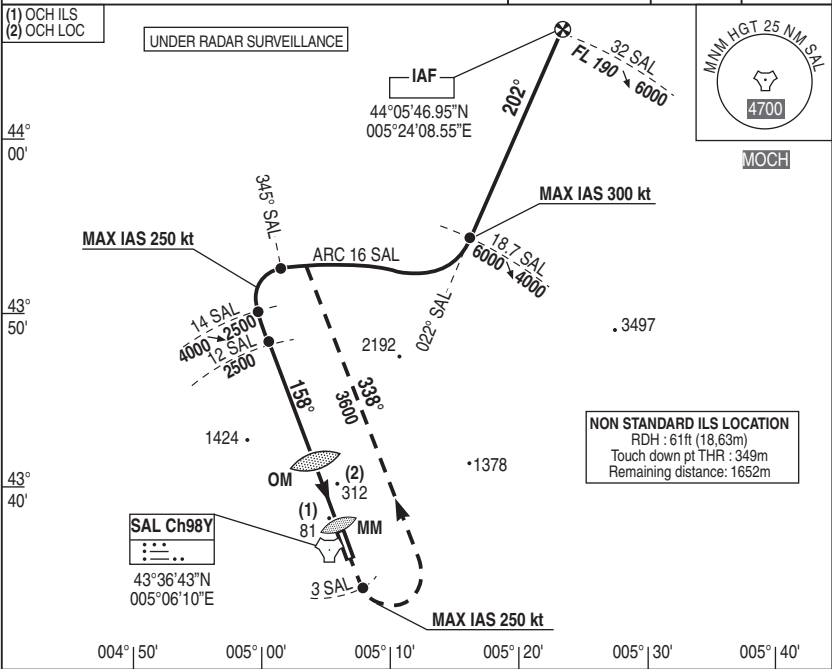 (1) OCH ILS
(2) OCH LOC
UNDER RADAR SURVEILLANCE
MNM HGT 25 NM SAL
4700
MOCH
IAF
44°05'46.95"N
005°24'08.55"E
32 SAL
FL 190 6000
202°
44°
00'
MAX IAS 300 kt
345° SAL
MAX IAS 250 kt
ARC 16 SAL
18.7 SAL
6000 4000
022° SAL
43°
50'
14 SAL
4000 2500
12 SAL
2500
2192
3497
158°
338°
3600
1424
NON STANDARD ILS LOCATION
RDH : 61ft (18,63m)
Touch down pt THR : 349m
Remaining distance: 1652m
1378
OM
(2)
312
43°
40'
(1)
81
MM
SAL Ch98Y
43°36'43"N
005°06'10"E
3 SAL
MAX IAS 250 kt
004° 50'
005° 00'
005° 10'
005° 20'
005° 30'
005° 40'